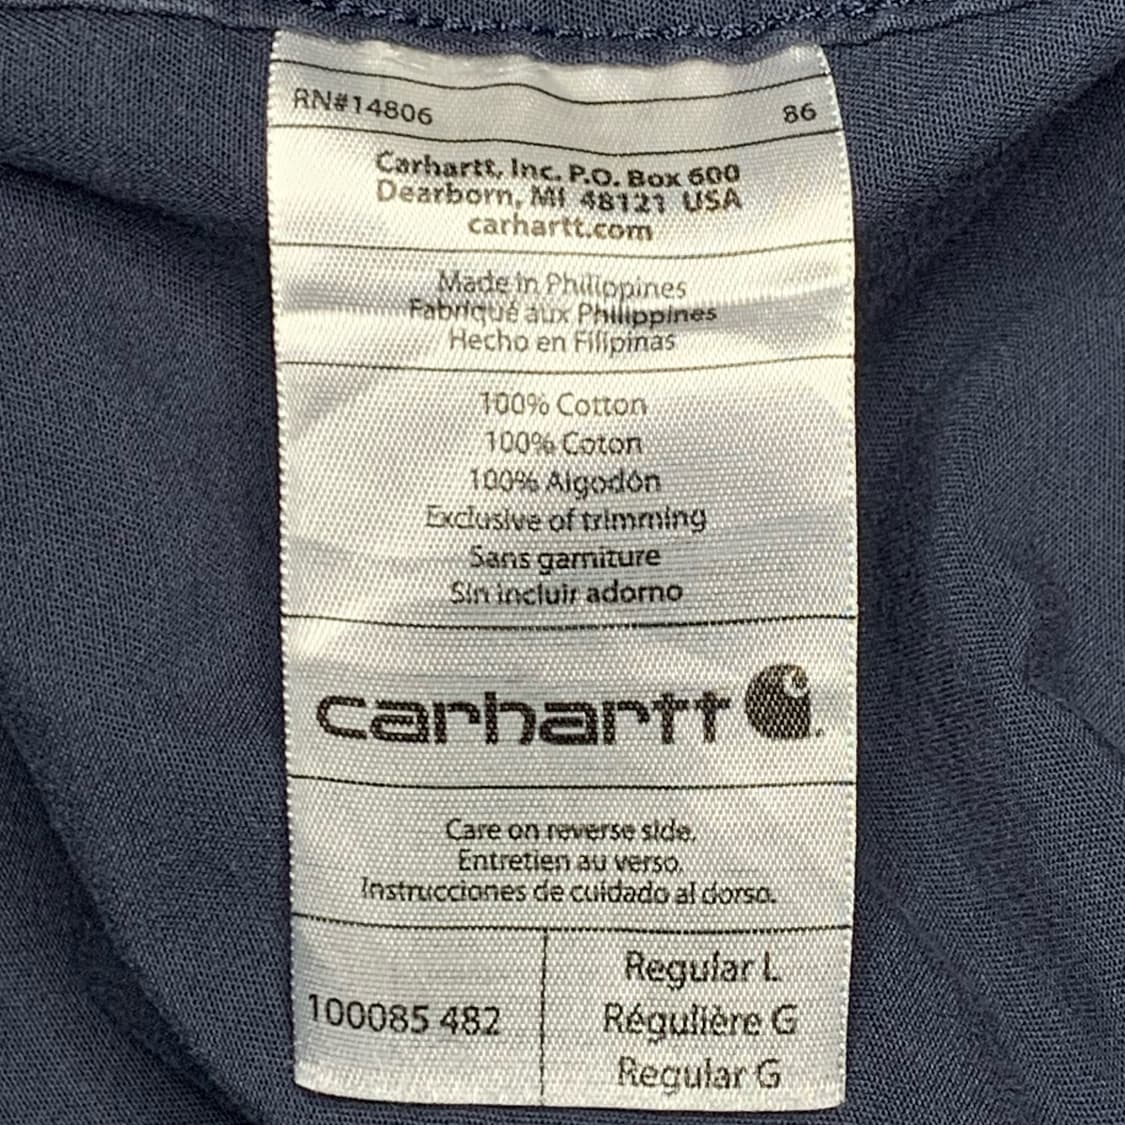 RN#14806 86
Carhartt, Inc. P.O. Box 600
Dearborn, MI 48121 USA
carhartt.com
Made in Philippines
Fabriqué aux Philippines
Hecho en Filipinas
100% Cotton
100% Coton
100% Algodón
Exclusive of trimming
Sans garniture
Sin incluir adorno
carhartt
Care on reverse side.
Entretien au verso.
Instrucciones de cuidado al dorso.
100085 482
Regular L
Régulière G
Regular G